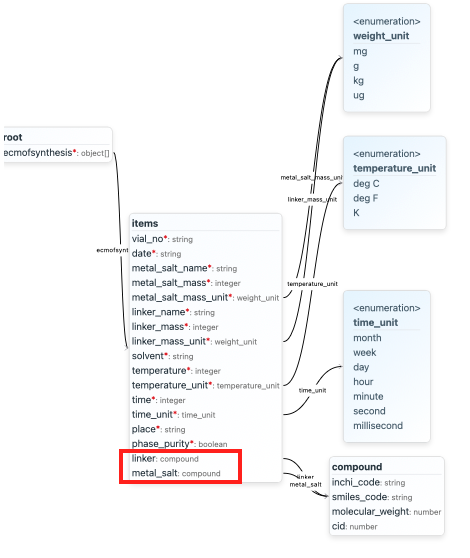 <enumeration>
weight_unit
mg
g
kg
ug
root
ecmofsynthesis*: object[]
<enumeration>
temperature_unit
deg C
deg F
K
metal_salt_mass_unit
linker_mass_unit
items
vial_no*: string
date*: string
metal_salt_name*: string
metal_salt_mass*: integer
metal_salt_mass_unit*: weight_unit
linker_name*: string
linker_mass*: integer
linker_mass_unit*: weight_unit
solvent*: string
temperature*: integer
temperature_unit*: temperature_unit
time*: integer
time_unit*: time_unit
place*: string
phase_purity*: boolean
linker: compound
metal_salt: compound
ecmofsynt
temperature_unit
<enumeration>
time_unit
month
week
day
hour
minute
second
millisecond
time_unit
linker
metal_salt
compound
inchi_code: string
smiles_code: string
molecular_weight: number
cid: number